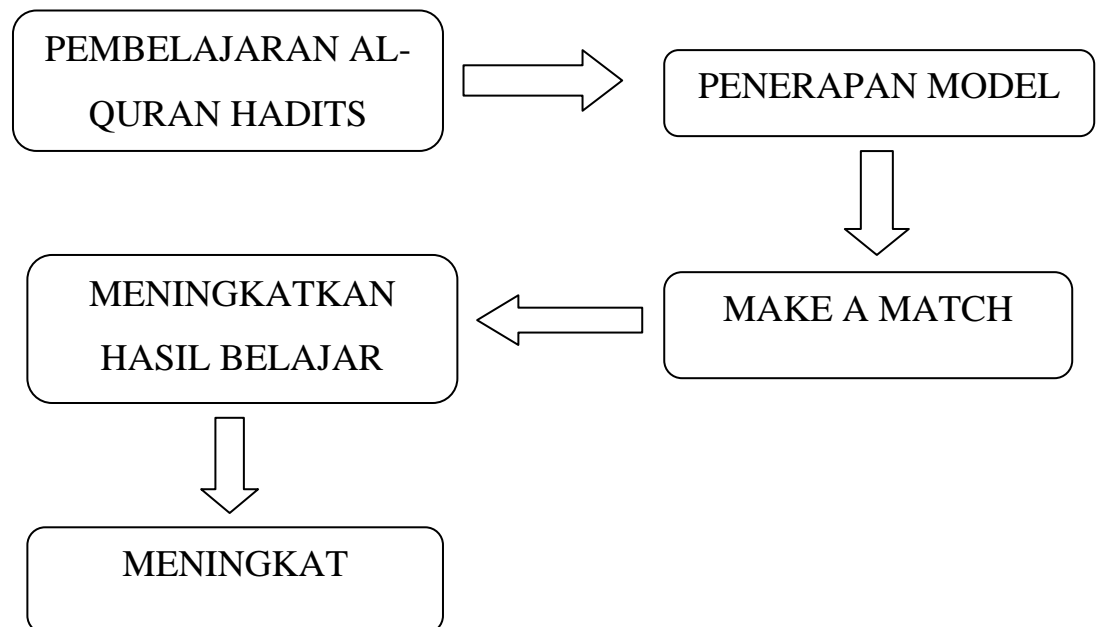 PEMBELAJARAN AL-
QURAN HADITS
PENERAPAN MODEL
MAKE A MATCH
MENINGKATKAN
HASIL BELAJAR
MENINGKAT